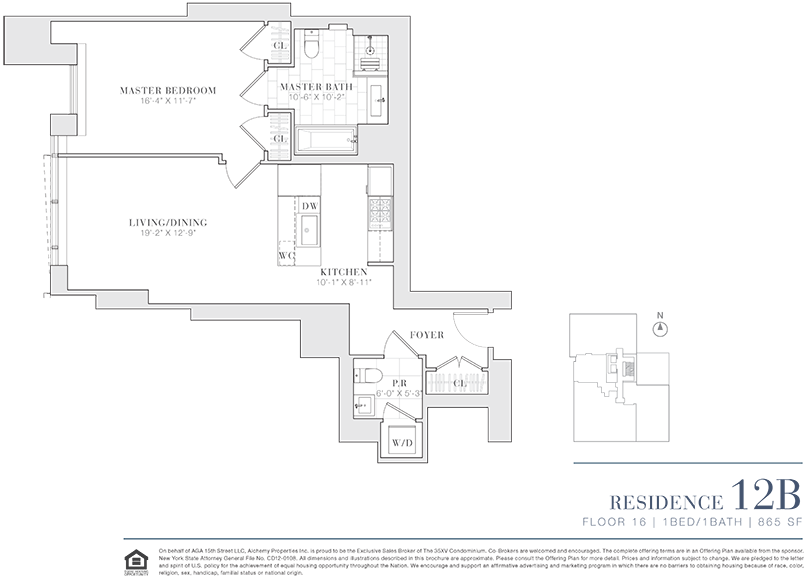 CL
MASTER BEDROOM
16'-4" X 11'-7"
MASTER BATH
10'-6" X 10'-2"
CL
DW
LIVING/DINING
19'-2" X 12'-9"
WC
KITCHEN
10'-1" X 8'-11"
FOYER
P.R
6'-0" X 5'-3"
CL
W/D
N
RESIDENCE 12B
FLOOR 16 | 1BED/1BATH | 865 SF
On behalf of AGA 15th Street LLC, Alchemy Properties Inc. is proud to be the Exclusive Sales Broker of The 35XV Condominium. Co-Brokers are welcomed and encouraged. The complete offering terms are in an Offering Plan available from the sponsor.
New York State Attorney General File No. CD12-0108. All dimensions and illustrations described in this brochure are approximate. Please consult the Offering Plan for more detail. Prices and information subject to change. We are pledged to the letter
and spirit of U.S. policy for the achievement of equal housing opportunity throughout the Nation. We encourage and support an affirmative advertising and marketing program in which there are no barriers to obtaining housing because of race, color,
religion, sex, handicap, familial status or national origin.
EQUAL HOUSING
OPPORTUNITY